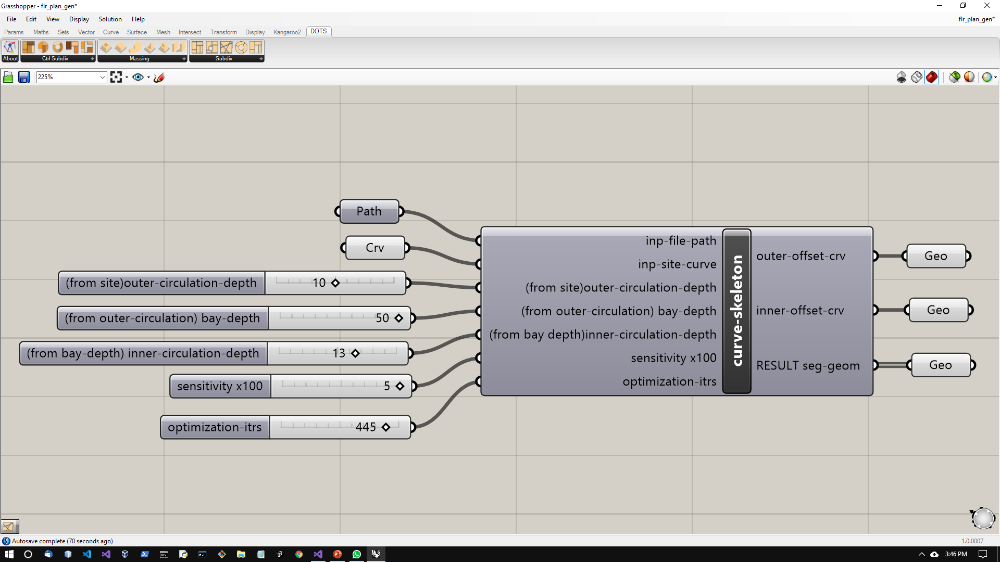 Grasshopper - flr_plan_gen*
File Edit View Display Solution Help
flr_plan_gen*
Params Maths Sets Vector Curve Surface Mesh Intersect Transform Display Kangaroo2 DOTS
About Ctrl Subdiv Massing Subdiv
225%
Path
Crv
(from site)outer-circulation-depth 10
(from outer-circulation) bay-depth 50
(from bay-depth) inner-circulation-depth 13
sensitivity x100 5
optimization-itrs 445
inp-file-path
inp-site-curve
(from site)outer-circulation-depth
(from outer-circulation) bay-depth
(from bay depth)inner-circulation-depth
sensitivity x100
optimization-itrs
curve-skeleton
outer-offset-crv
inner-offset-crv
RESULT seg-geom
Geo
Geo
Geo
Autosave complete (70 seconds ago)
1.0.0007
3:46 PM